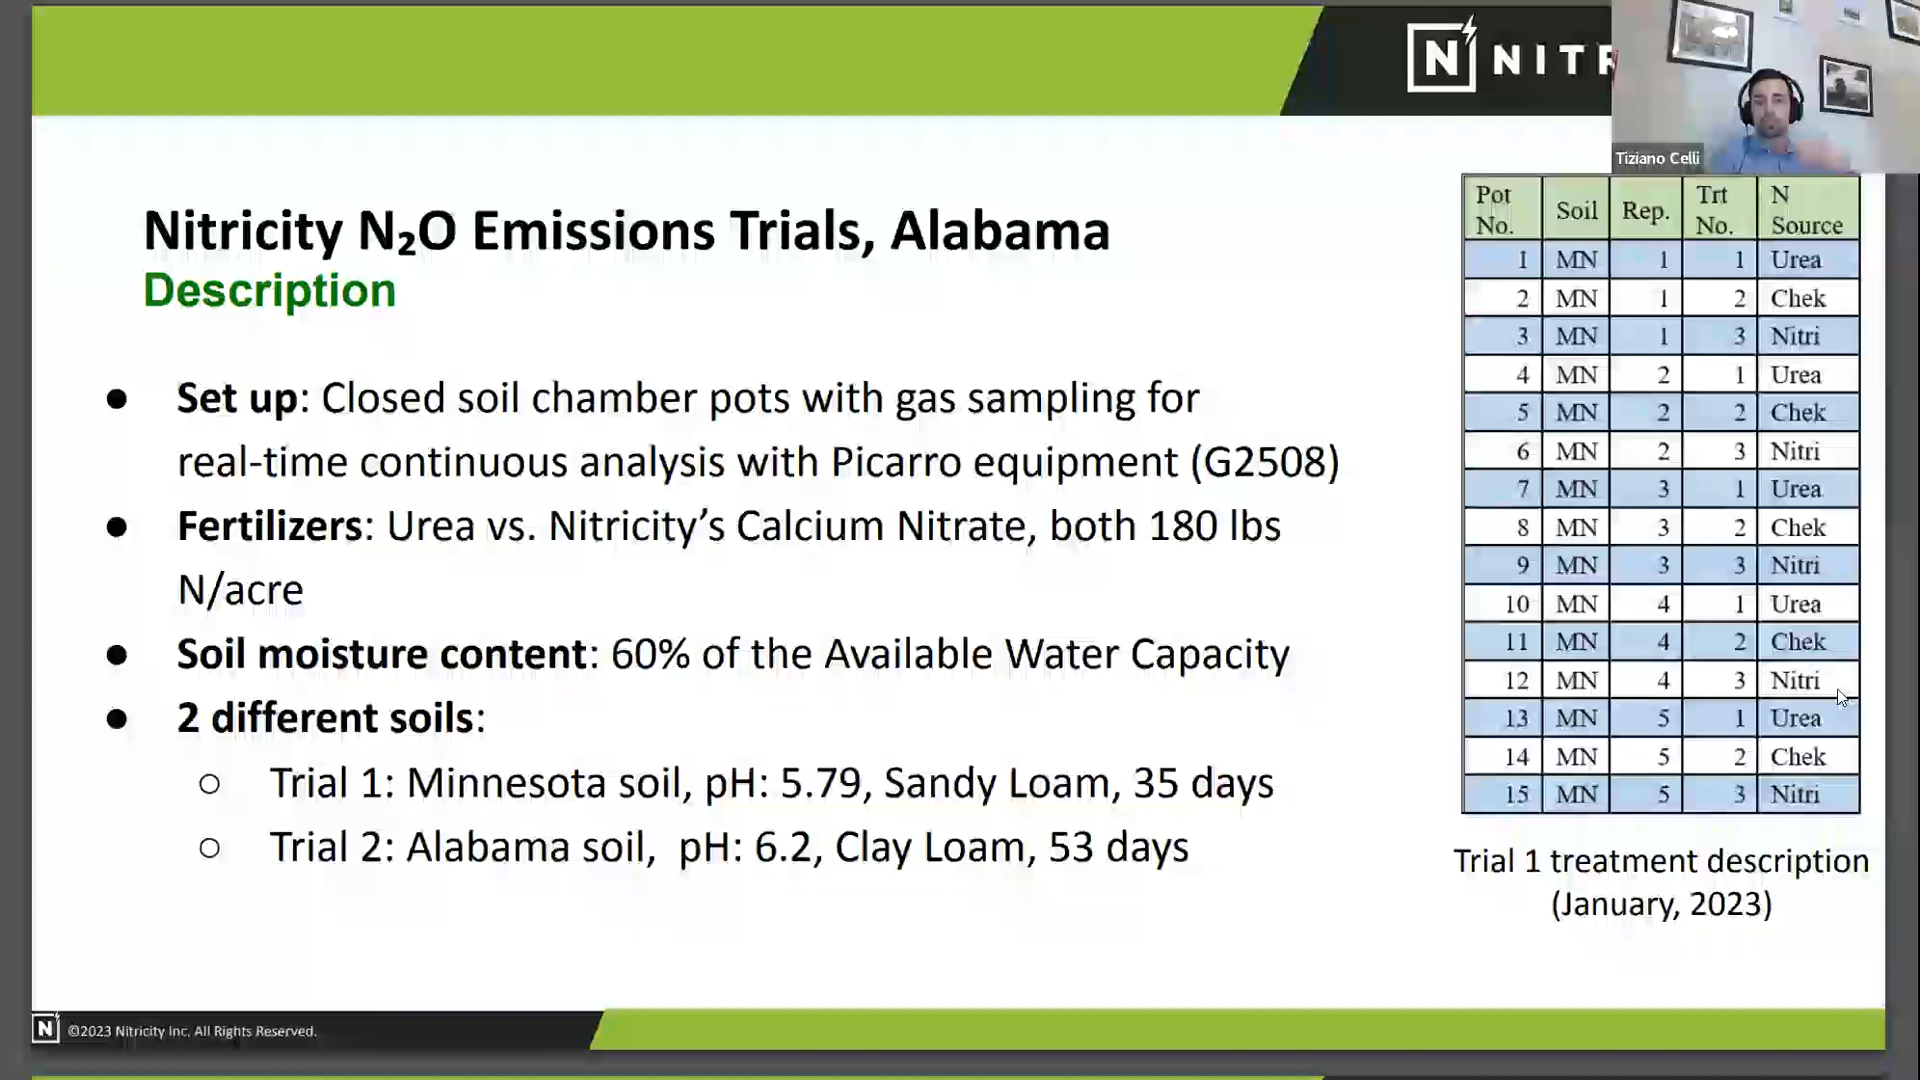 N NITR
Tiziano Celli
Nitricity N₂O Emissions Trials, Alabama
Description
● Set up: Closed soil chamber pots with gas sampling for
real-time continuous analysis with Picarro equipment (G2508)
● Fertilizers: Urea vs. Nitricity’s Calcium Nitrate, both 180 lbs
N/acre
● Soil moisture content: 60% of the Available Water Capacity
● 2 different soils:
○ Trial 1: Minnesota soil, pH: 5.79, Sandy Loam, 35 days
○ Trial 2: Alabama soil, pH: 6.2, Clay Loam, 53 days
Pot No. Soil Rep. Trt No. N Source
1 MN 1 1 Urea
2 MN 1 2 Chek
3 MN 1 3 Nitri
4 MN 2 1 Urea
5 MN 2 2 Chek
6 MN 2 3 Nitri
7 MN 3 1 Urea
8 MN 3 2 Chek
9 MN 3 3 Nitri
10 MN 4 1 Urea
11 MN 4 2 Chek
12 MN 4 3 Nitri
13 MN 5 1 Urea
14 MN 5 2 Chek
15 MN 5 3 Nitri
Trial 1 treatment description
(January, 2023)
N ©2023 Nitricity Inc. All Rights Reserved.